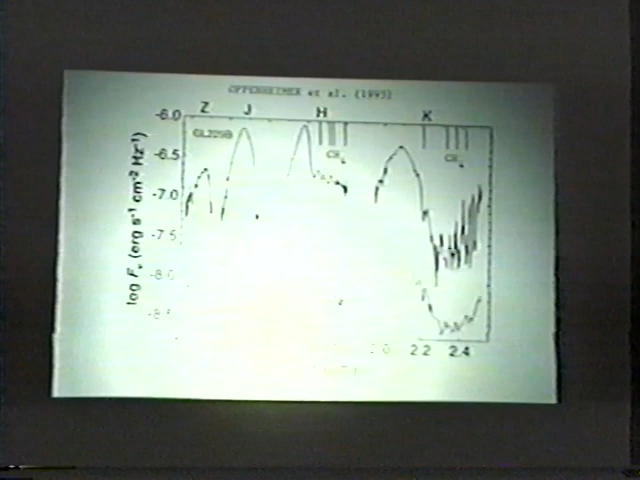 OPPENHEIMER et al. (1995)
Z J H K
-6.0
GL229B
CH4 CH4
-6.5
-7.0
-7.5
-8.0
log Fν (erg s-1 cm-2 Hz-1)
2.2 2.4